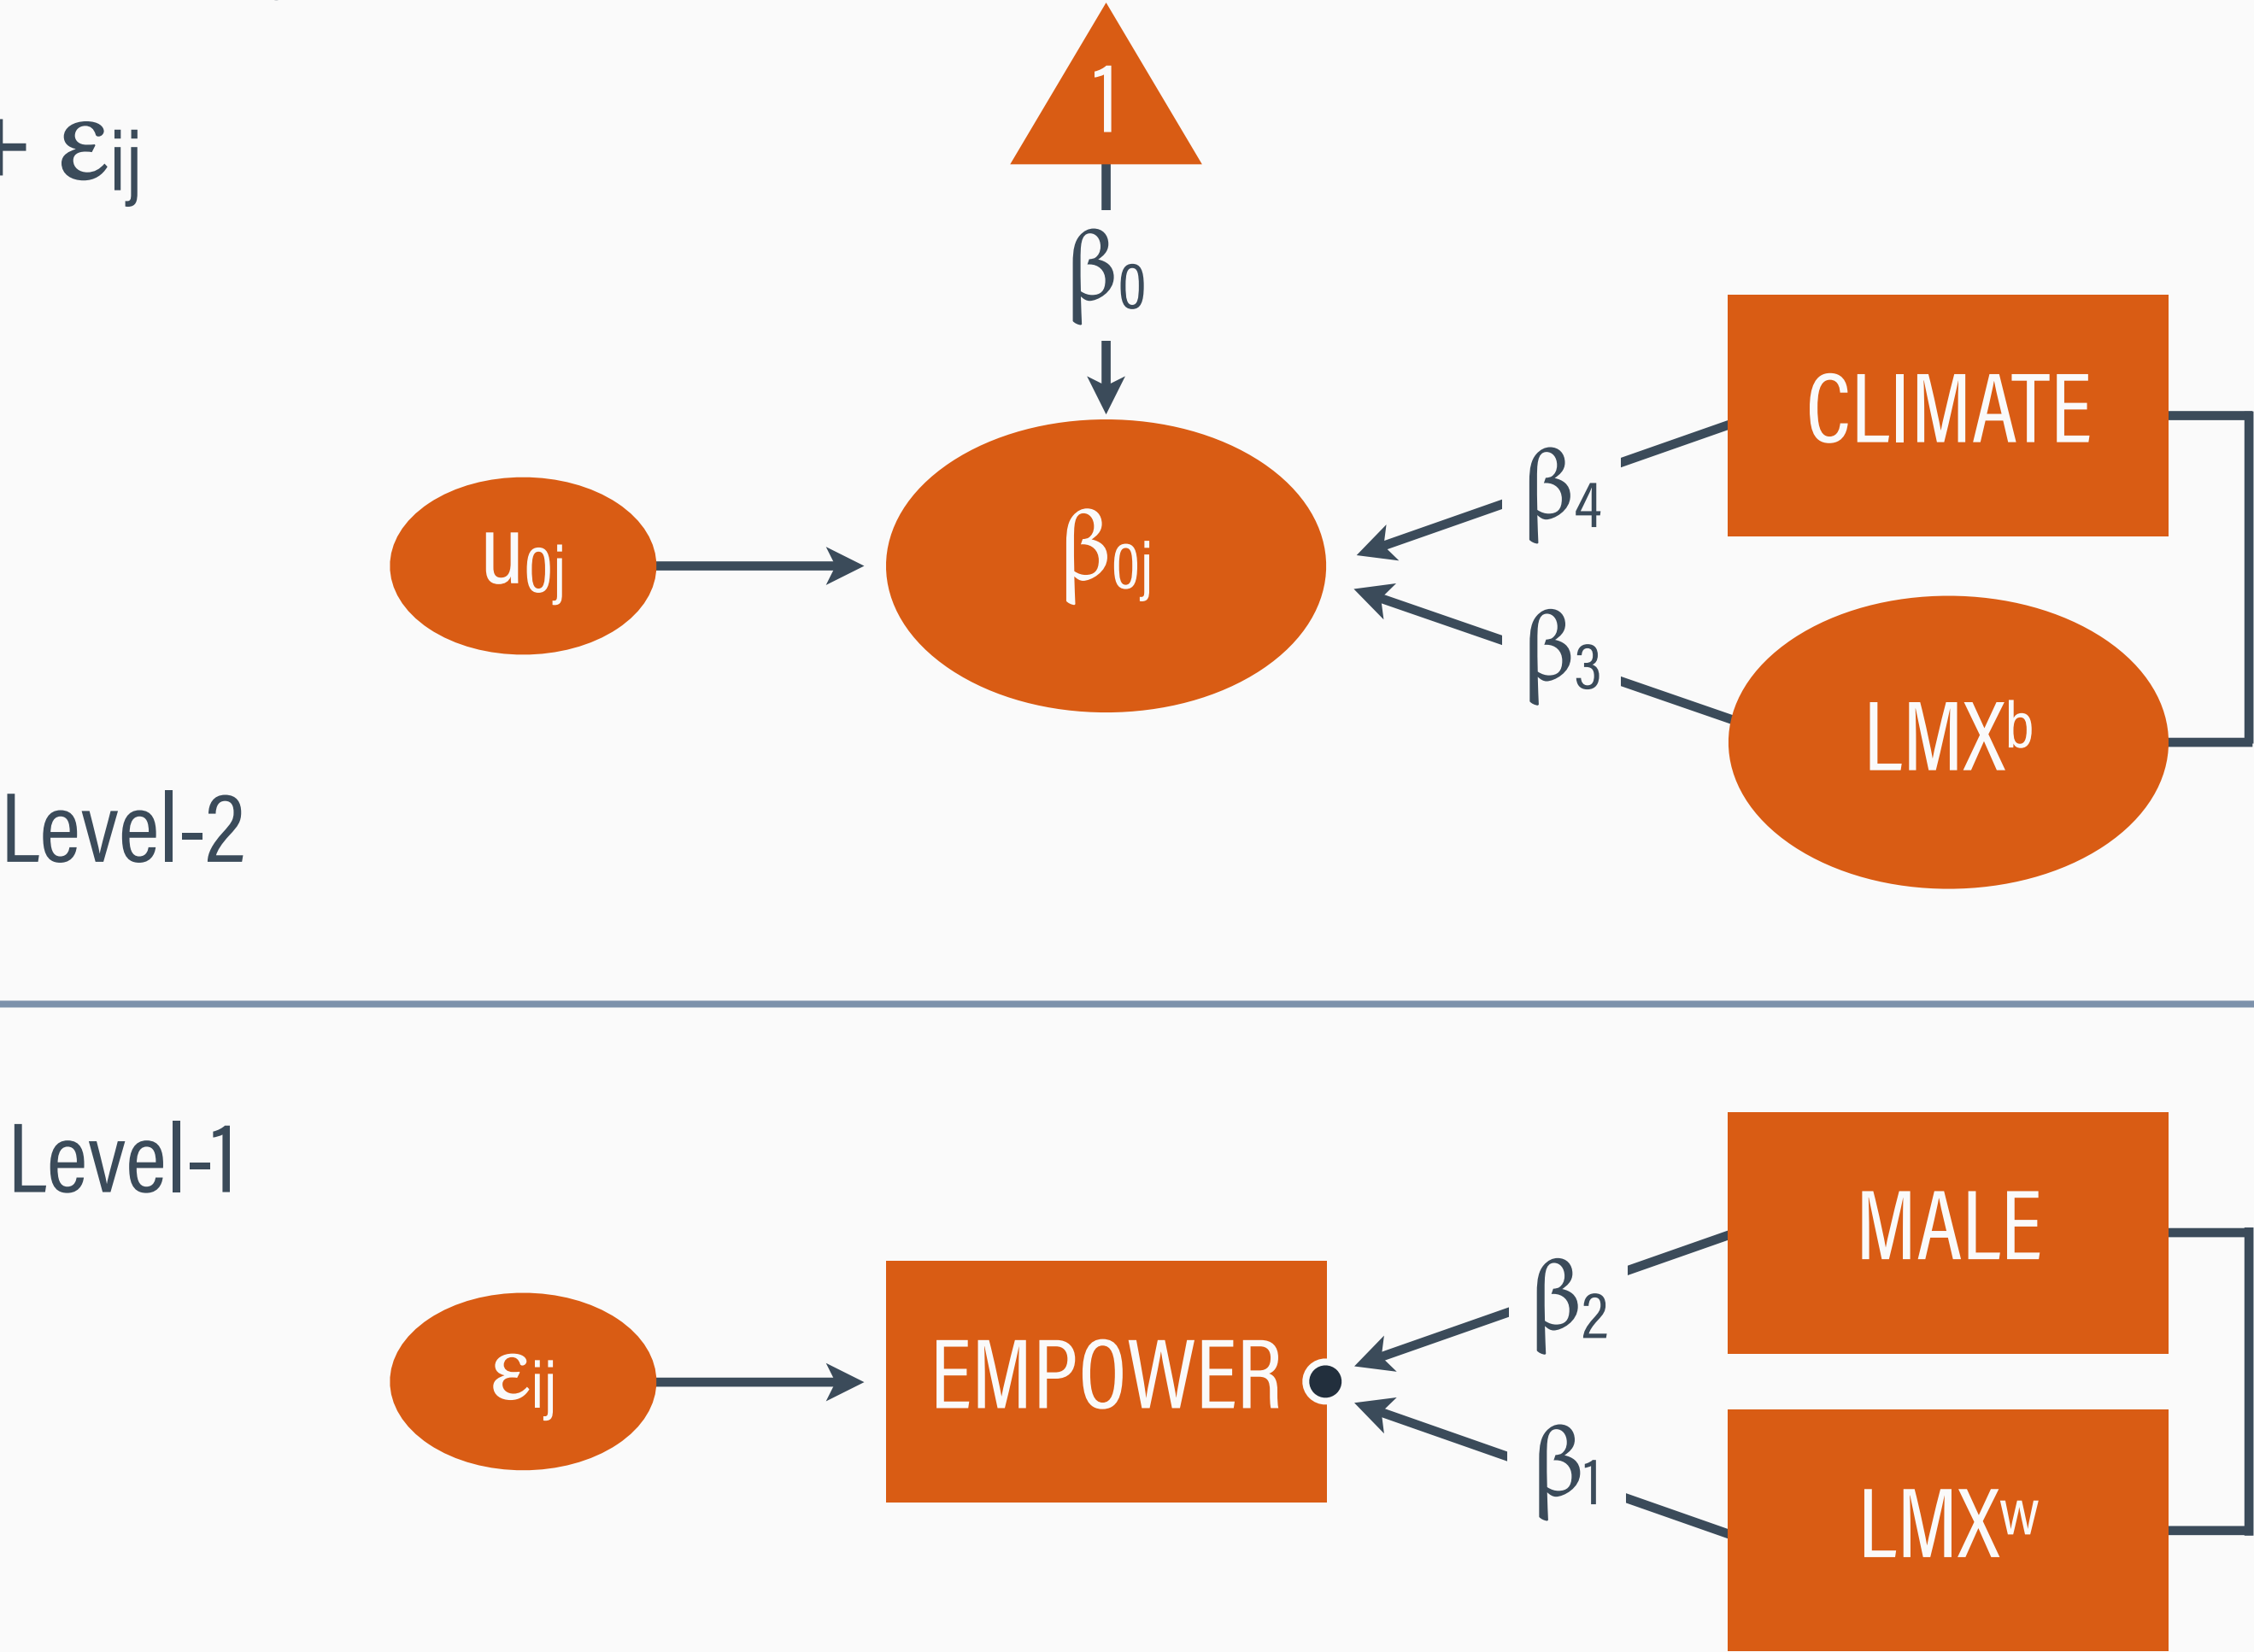 + εij
1
β0
CLIMATE
β4
u0j
β0j
β3
LMXb
Level-2
Level-1
MALE
β2
εij
EMPOWER
β1
LMXw